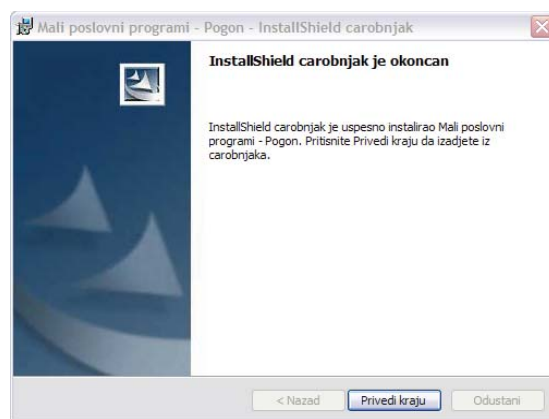 Mali poslovni programi - Pogon - InstallShield carobnjak
InstallShield carobnjak je okoncan
InstallShield carobnjak je uspesno instalirao Mali poslovni
programi - Pogon. Pritisnite Privedi kraju da izadjete iz
carobnjaka.
< Nazad
Privedi kraju
Odustani